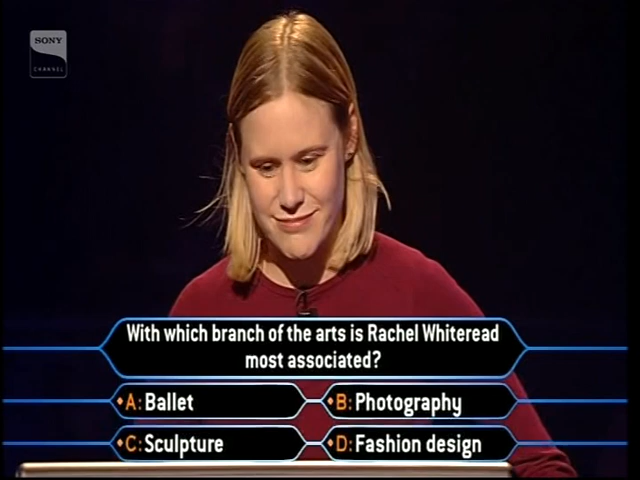 SONY
CHANNEL
With which branch of the arts is Rachel Whiteread
most associated?
A: Ballet
B: Photography
C: Sculpture
D: Fashion design